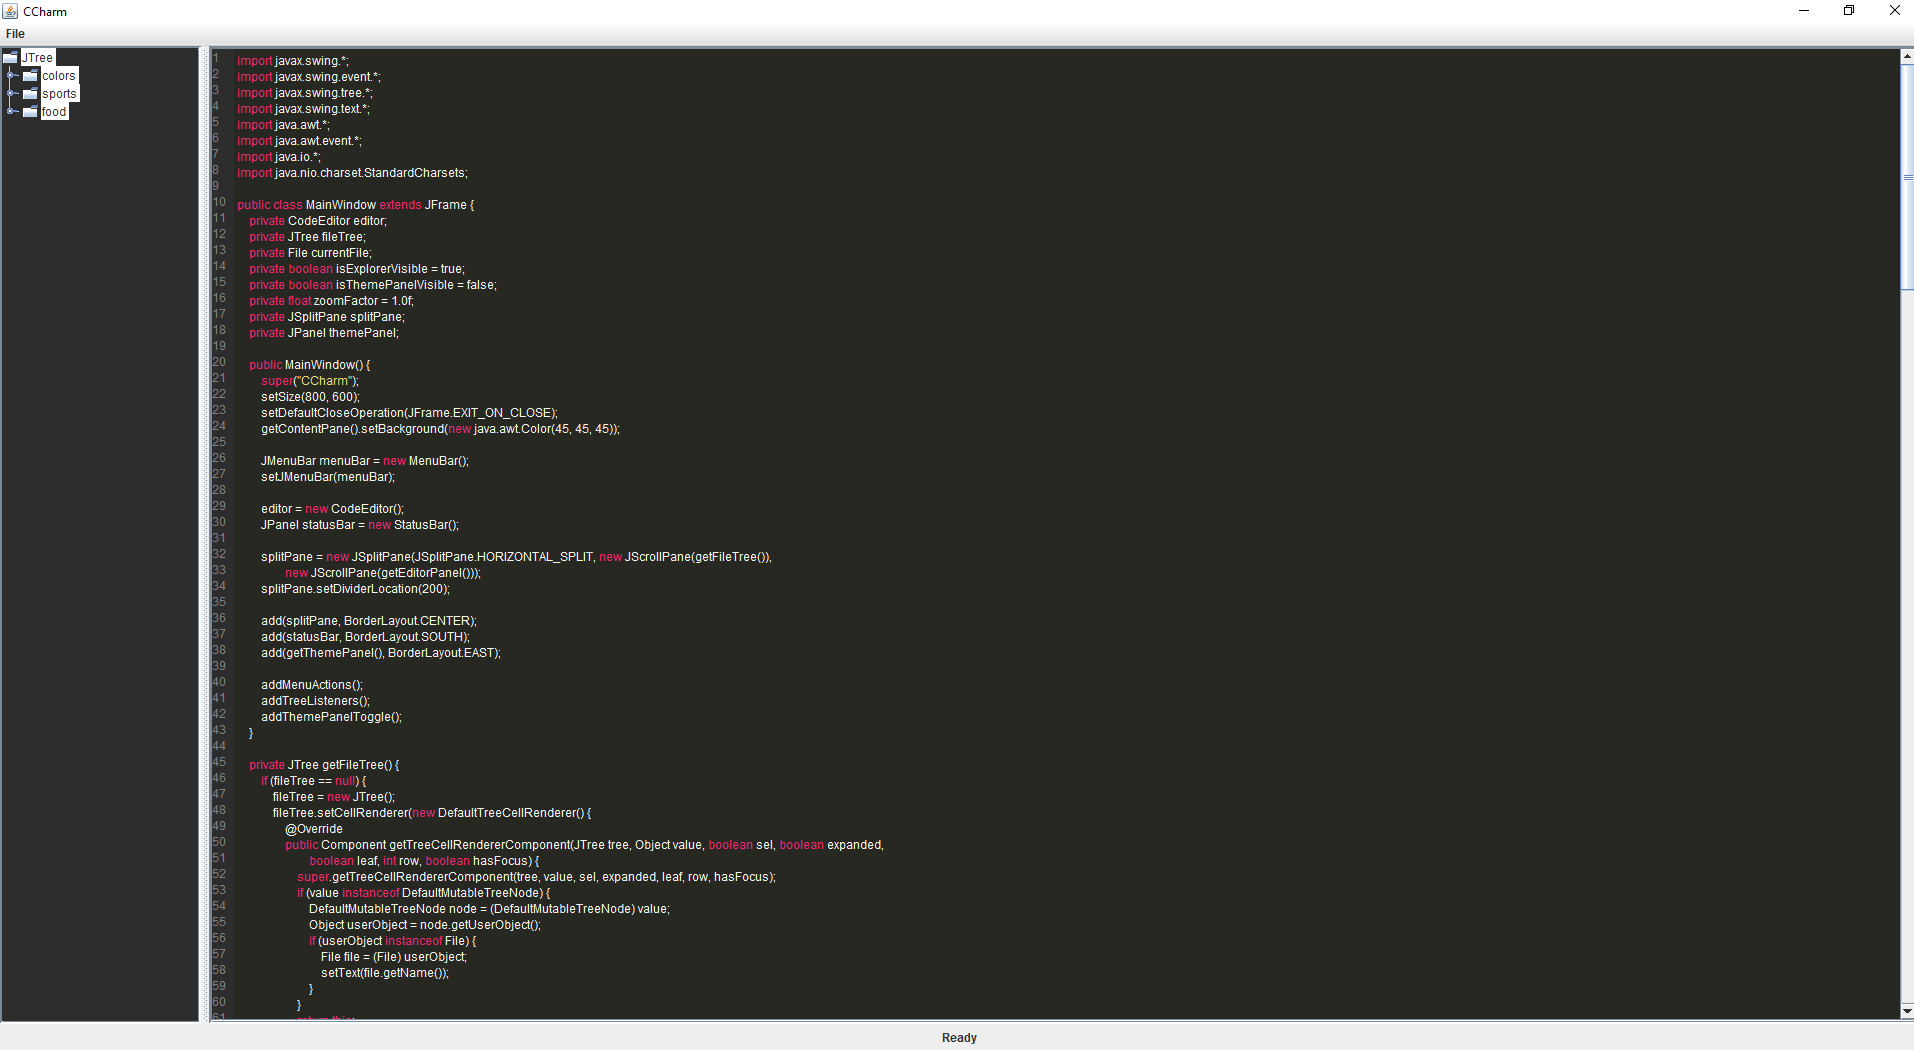 CCharm
File
JTree
colors
sports
food
1 import javax.swing.*;
2 import javax.swing.event.*;
3 import javax.swing.tree.*;
4 import javax.swing.text.*;
5 import java.awt.*;
6 import java.awt.event.*;
7 import java.io.*;
8 import java.nio.charset.StandardCharsets;
9
10 public class MainWindow extends JFrame {
11 private CodeEditor editor;
12 private JTree fileTree;
13 private File currentFile;
14 private boolean isExplorerVisible = true;
15 private boolean isThemePanelVisible = false;
16 private float zoomFactor = 1.0f;
17 private JSplitPane splitPane;
18 private JPanel themePanel;
19
20 public MainWindow() {
21 super("CCharm");
22 setSize(800, 600);
23 setDefaultCloseOperation(JFrame.EXIT_ON_CLOSE);
24 getContentPane().setBackground(new java.awt.Color(45, 45, 45));
25
26 JMenuBar menuBar = new MenuBar();
27 setJMenuBar(menuBar);
28
29 editor = new CodeEditor();
30 JPanel statusBar = new StatusBar();
31
32 splitPane = new JSplitPane(JSplitPane.HORIZONTAL_SPLIT, new JScrollPane(getFileTree()),
33 new JScrollPane(getEditorPanel()));
34 splitPane.setDividerLocation(200);
35
36 add(splitPane, BorderLayout.CENTER);
37 add(statusBar, BorderLayout.SOUTH);
38 add(getThemePanel(), BorderLayout.EAST);
39
40 addMenuActions();
41 addTreeListeners();
42 addThemePanelToggle();
43 }
44
45 private JTree getFileTree() {
46 if (fileTree == null) {
47 fileTree = new JTree();
48 fileTree.setCellRenderer(new DefaultTreeCellRenderer() {
49 @Override
50 public Component getTreeCellRendererComponent(JTree tree, Object value, boolean sel, boolean expanded,
51 boolean leaf, int row, boolean hasFocus) {
52 super.getTreeCellRendererComponent(tree, value, sel, expanded, leaf, row, hasFocus);
53 if (value instanceof DefaultMutableTreeNode) {
54 DefaultMutableTreeNode node = (DefaultMutableTreeNode) value;
55 Object userObject = node.getUserObject();
56 if (userObject instanceof File) {
57 File file = (File) userObject;
58 setText(file.getName());
59 }
60 }
61 return this;
Ready